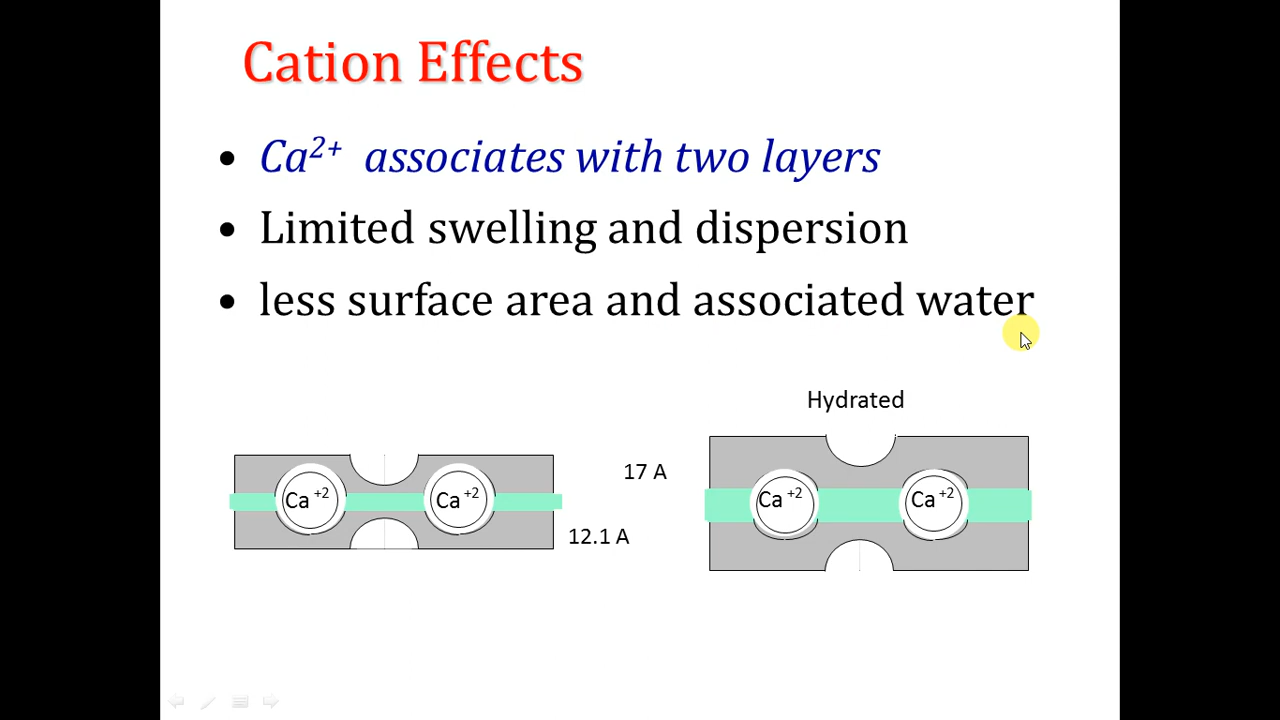 Cation Effects
• Ca²⁺ associates with two layers
• Limited swelling and dispersion
• less surface area and associated water
Hydrated
17 A
Ca +2 Ca +2
Ca +2 Ca +2
12.1 A